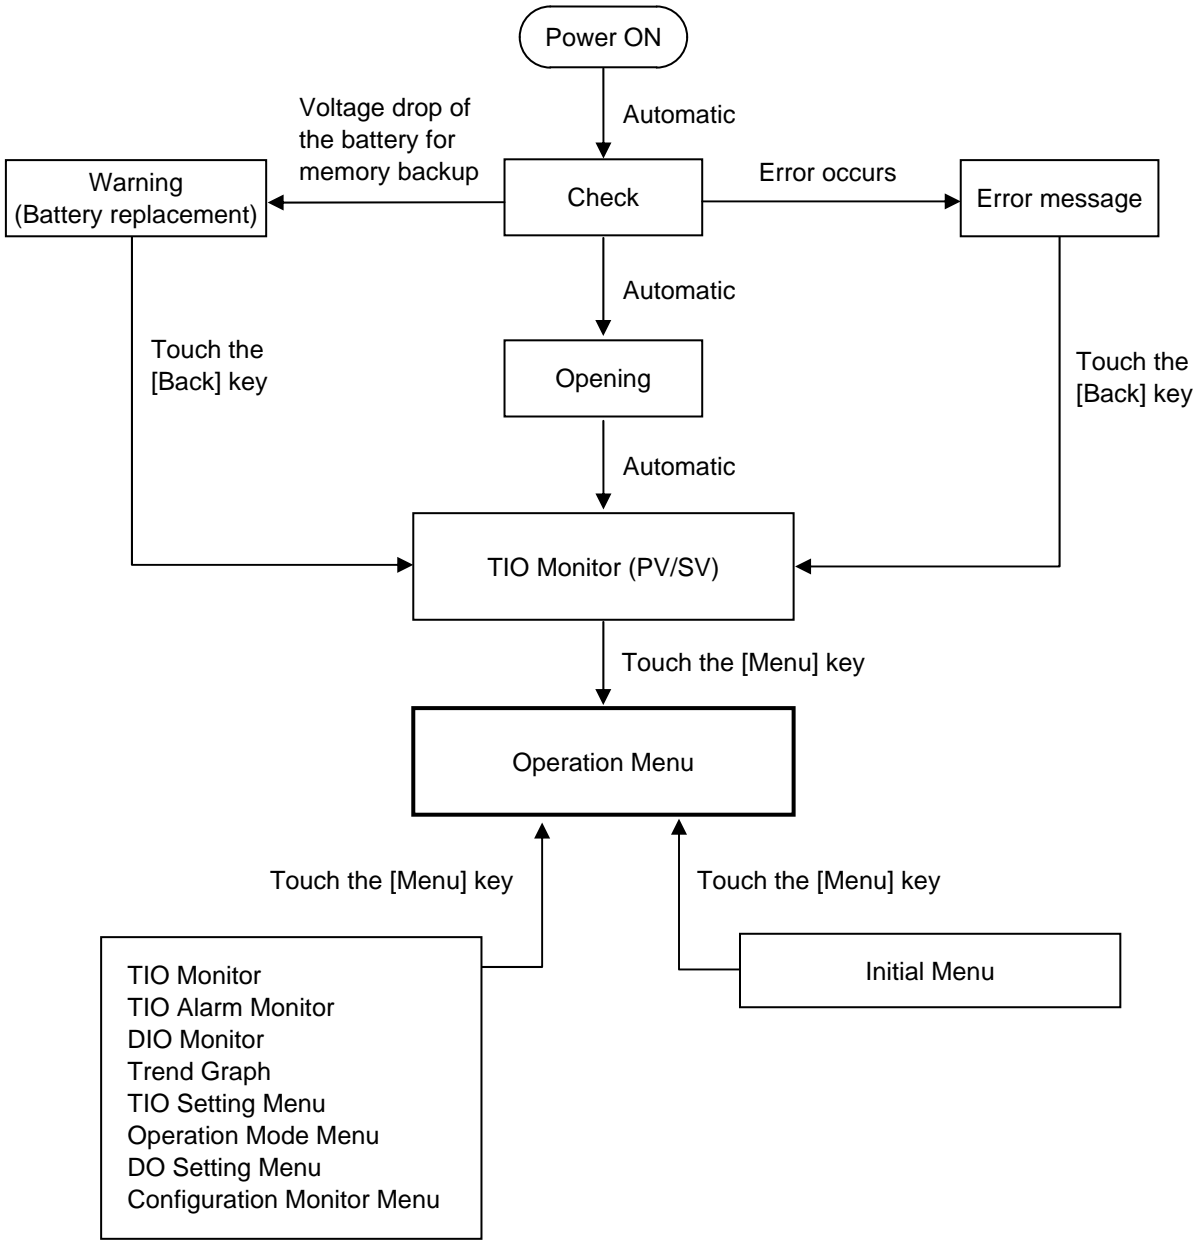 Power ON
Automatic
Voltage drop of
the battery for
memory backup
Warning
(Battery replacement)
Check
Error occurs
Error message
Automatic
Touch the
[Back] key
Opening
Touch the
[Back] key
Automatic
TIO Monitor (PV/SV)
Touch the [Menu] key
Operation Menu
Touch the [Menu] key
Touch the [Menu] key
TIO Monitor
TIO Alarm Monitor
DIO Monitor
Trend Graph
TIO Setting Menu
Operation Mode Menu
DO Setting Menu
Configuration Monitor Menu
Initial Menu